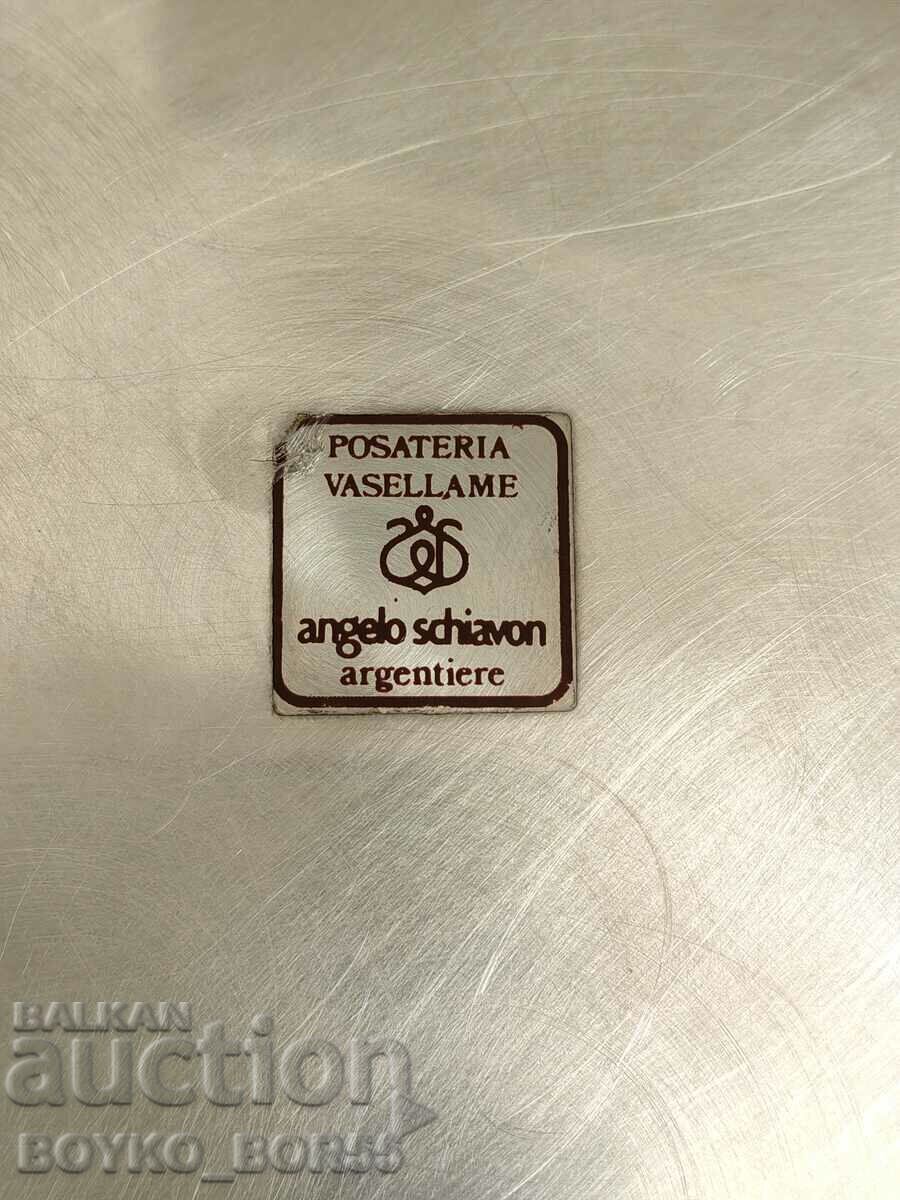 POSATERIA
VASELLAME
angelo schiavon
argentiere
BALKAN
auction
BOYKO_BOR55